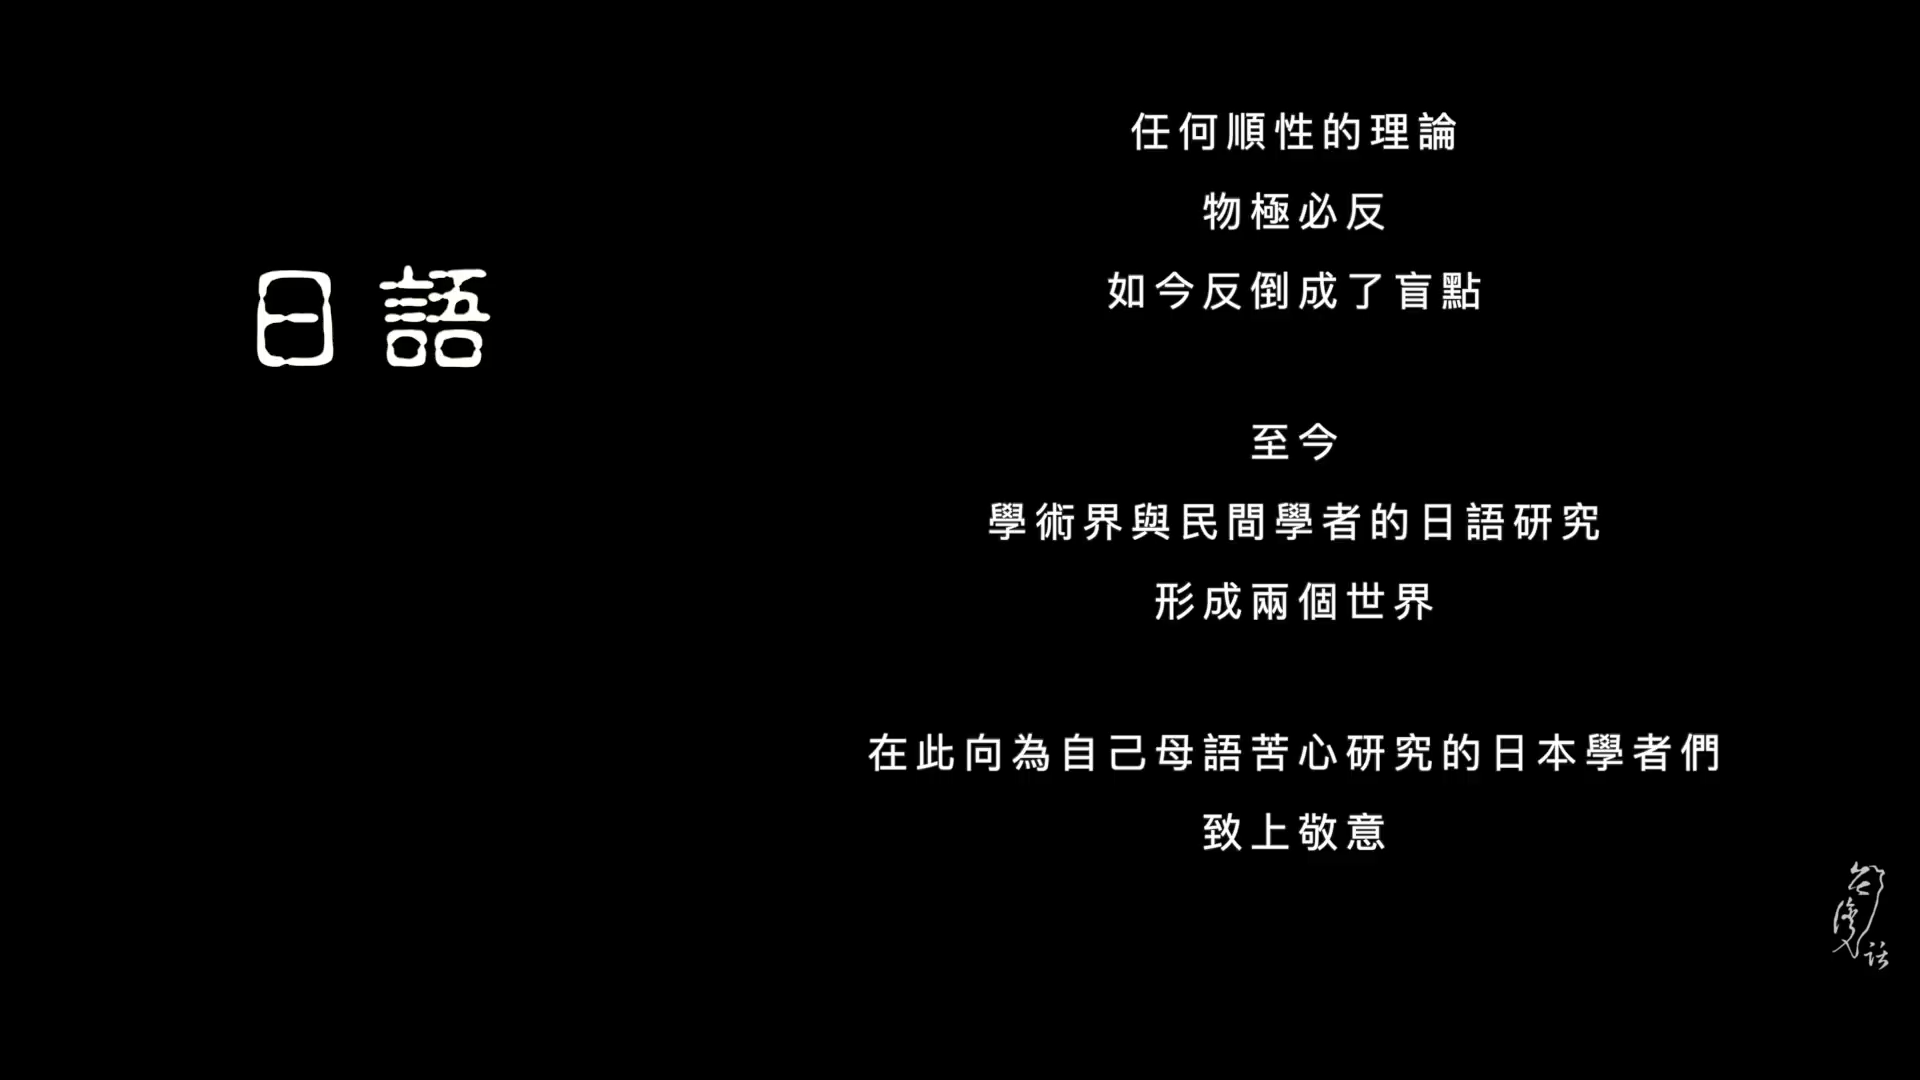 日語
任何順性的理論
物極必反
如今反倒成了盲點
至今
學術界與民間學者的日語研究
形成兩個世界
在此向為自己母語苦心研究的日本學者們
致上敬意